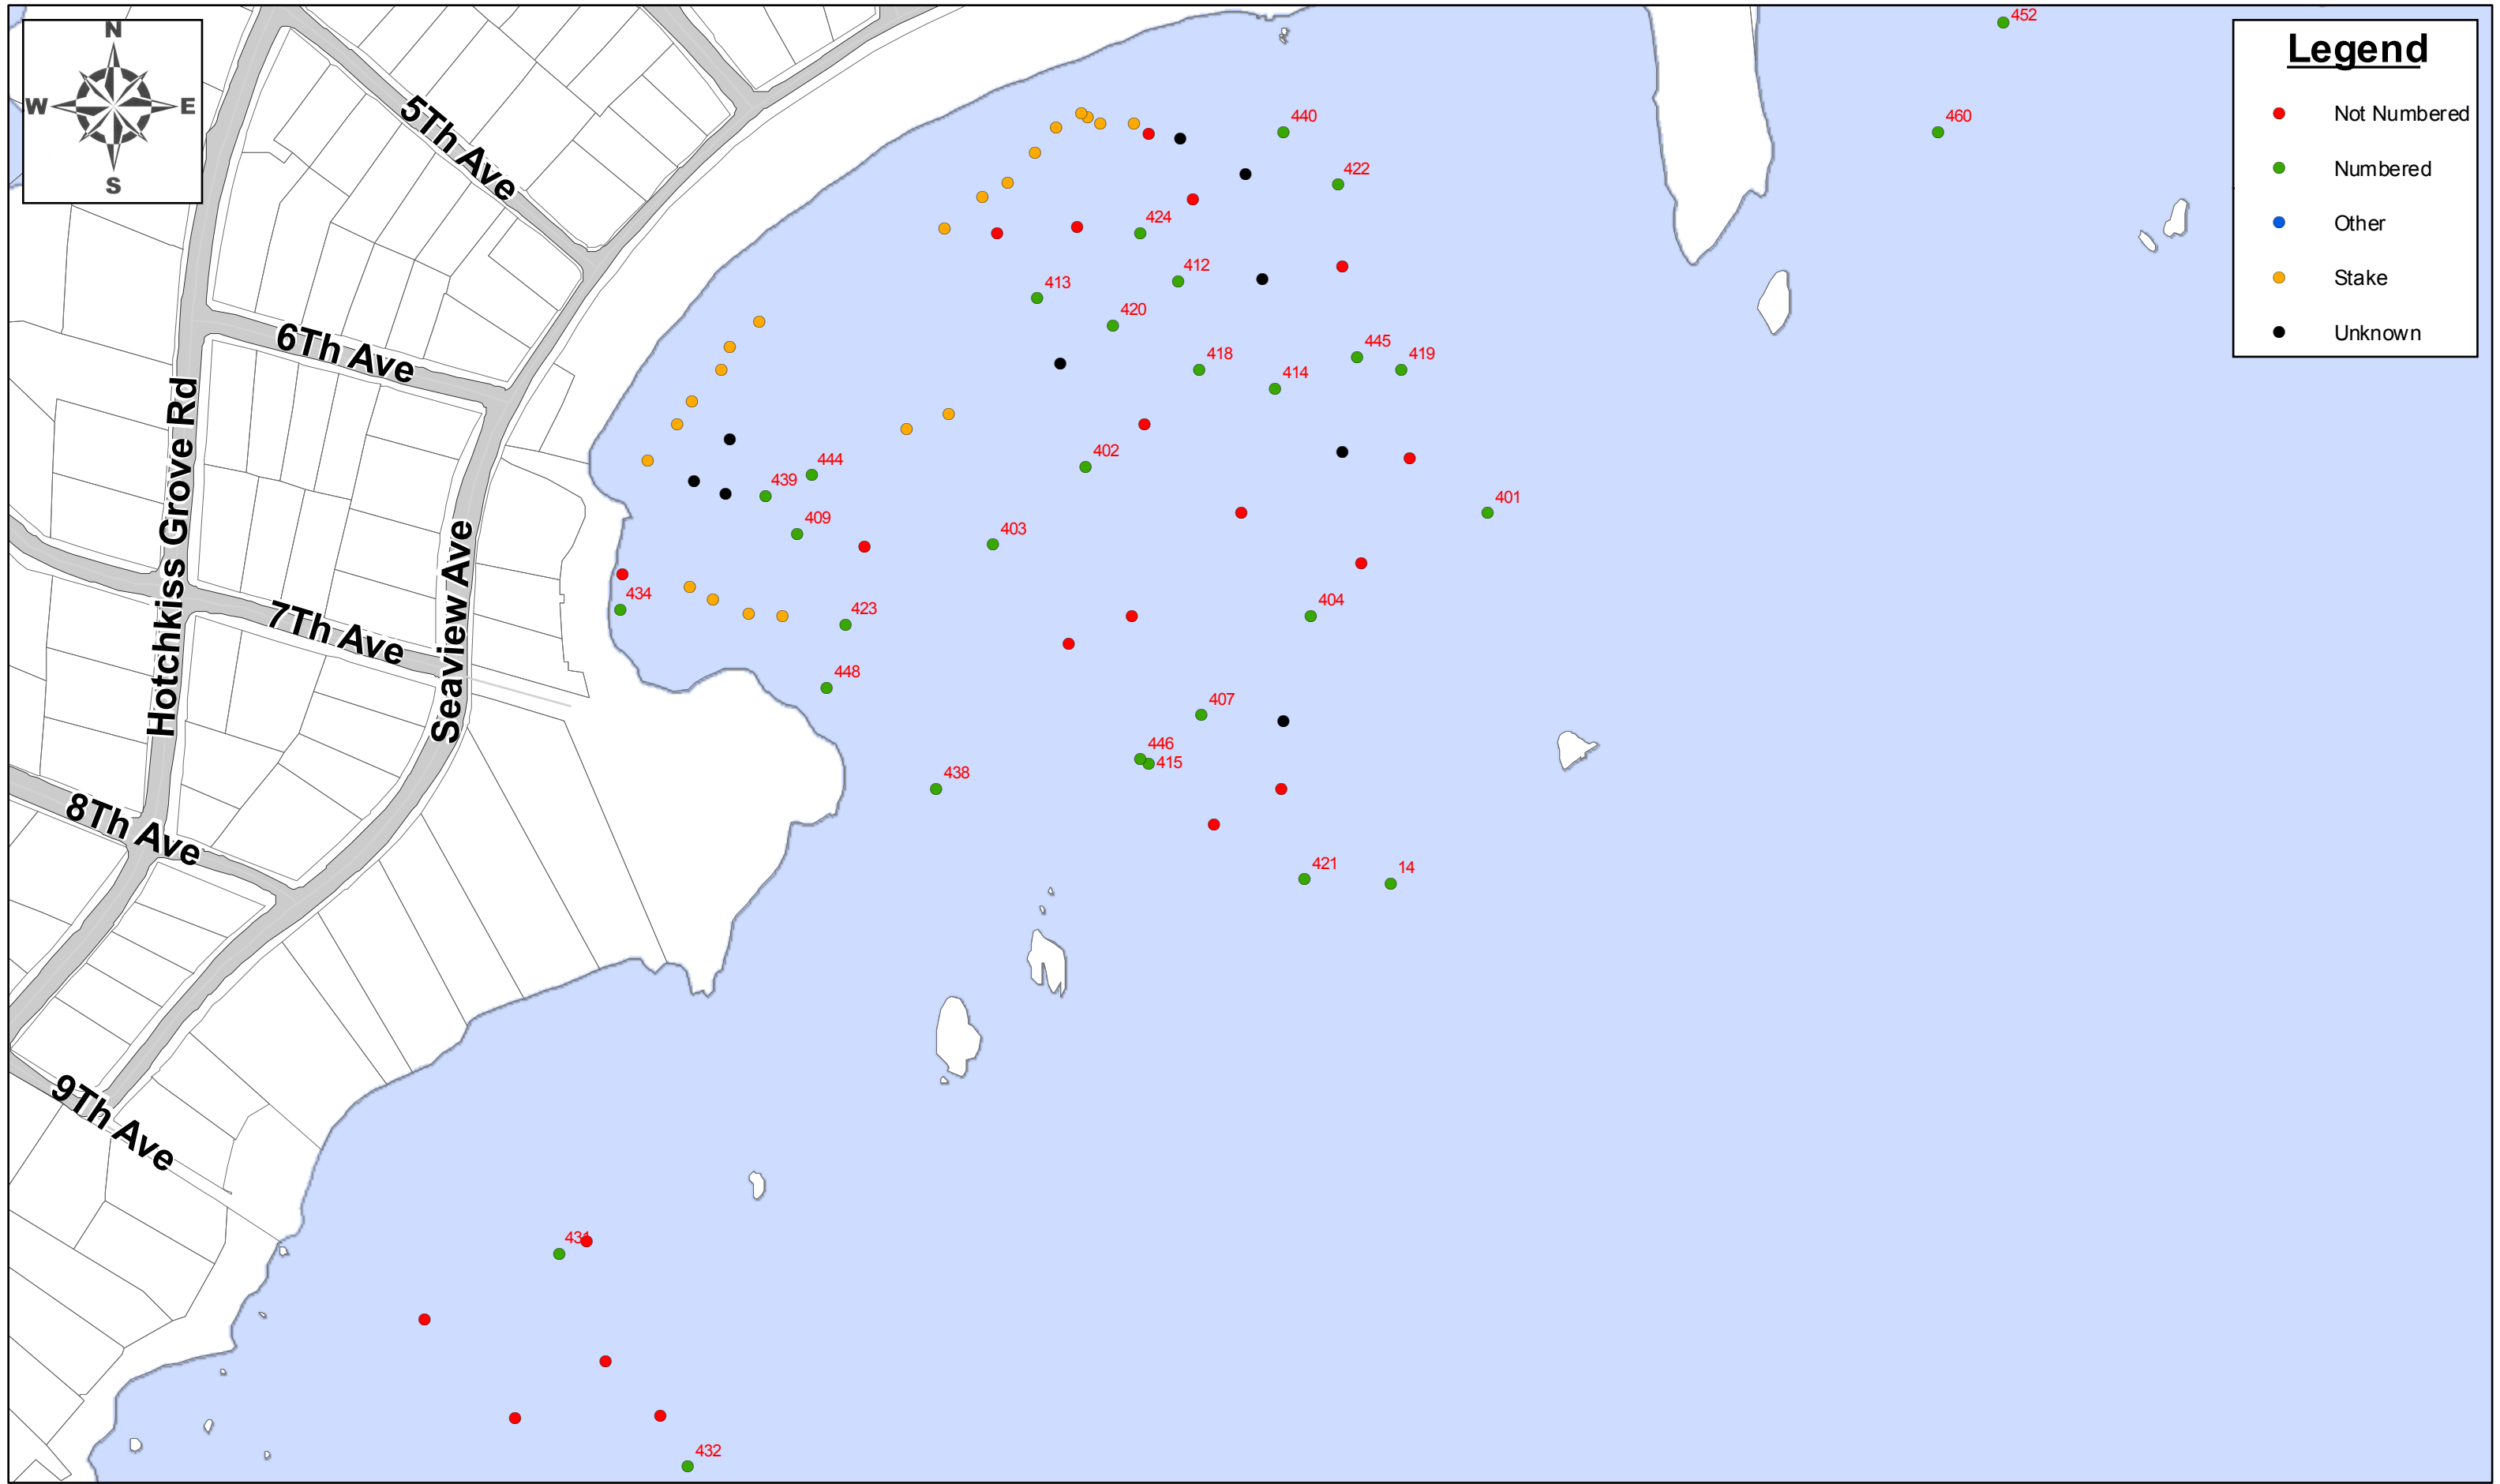 N
W
E
S
5Th Ave
6Th Ave
Hotchkiss Grove Rd
7Th Ave
Seaview Ave
8Th Ave
9Th Ave
452
460
440
422
424
412
413
420
445
419
418
414
444
402
439
401
409
403
434
423
404
448
407
446
415
438
421
14
431
432
Legend
Not Numbered
Numbered
Other
Stake
Unknown